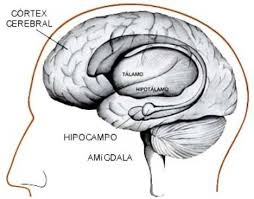 CÓRTEX
CEREBRAL
TÁLAMO
HIPOTÁLAMO
HIPOCAMPO
AMíGDALA